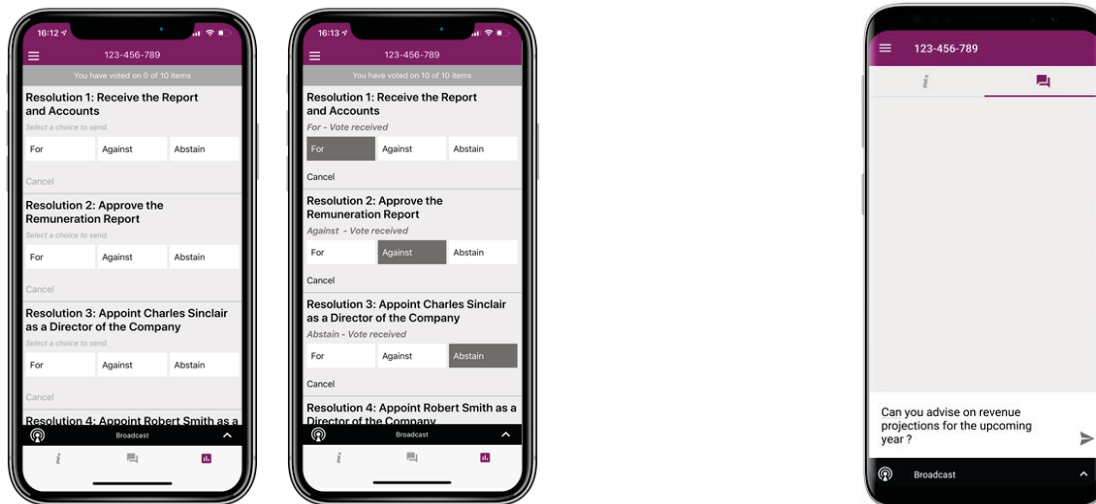 16:12
123-456-789
You have voted on 0 of 10 items
Resolution 1: Receive the Report
and Accounts
Select a choice to send.
For Against Abstain
Cancel
Resolution 2: Approve the
Remuneration Report
Select a choice to send.
For Against Abstain
Cancel
Resolution 3: Appoint Charles Sinclair
as a Director of the Company
Select a choice to send.
For Against Abstain
Cancel
Resolution 4: Appoint Robert Smith as a
Broadcast
i
16:13
123-456-789
You have voted on 10 of 10 items
Resolution 1: Receive the Report
and Accounts
For - Vote received
For Against Abstain
Cancel
Resolution 2: Approve the
Remuneration Report
Against - Vote received
For Against Abstain
Cancel
Resolution 3: Appoint Charles Sinclair
as a Director of the Company
Abstain - Vote received
For Against Abstain
Cancel
Resolution 4: Appoint Robert Smith as a
Director of the Company
Broadcast
i
123-456-789
i
Can you advise on revenue
projections for the upcoming
year ?
Broadcast